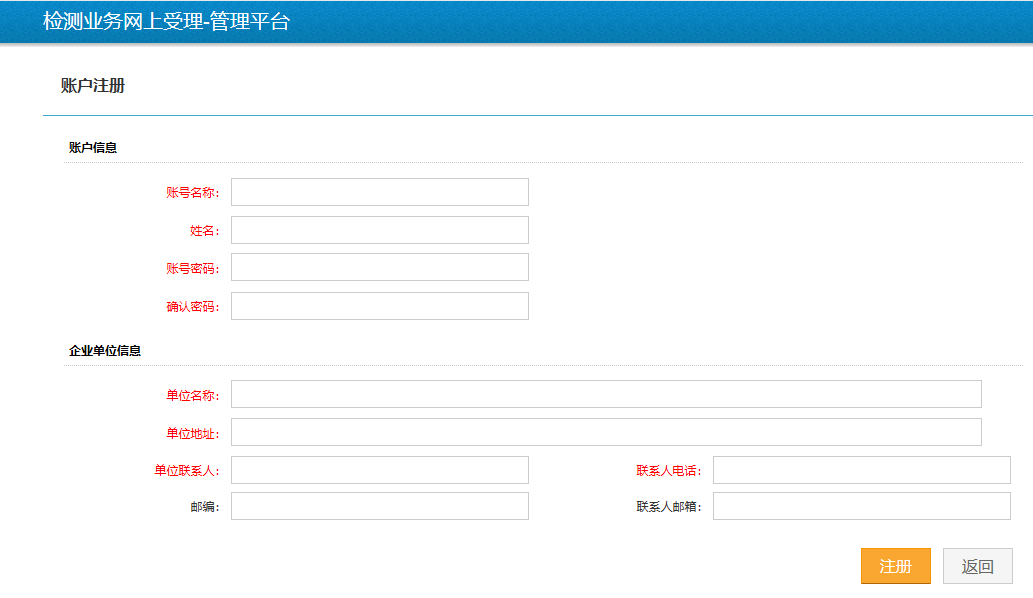 检测业务网上受理-管理平台
账户注册
账户信息
账号名称：
姓名：
账号密码：
确认密码：
企业单位信息
单位名称：
单位地址：
单位联系人： 联系人电话：
邮编： 联系人邮箱：
注册 返回